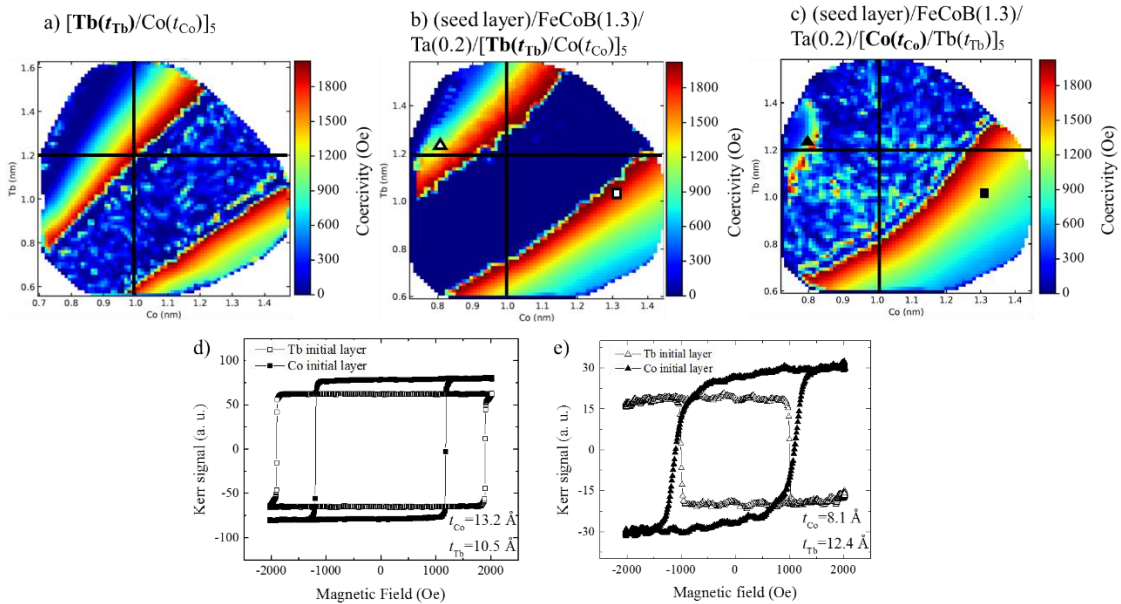 a) [Tb(tTb)/Co(tCo)]5
b) (seed layer)/FeCoB(1.3)/
Ta(0.2)/[Tb(tTb)/Co(tCo)]5
c) (seed layer)/FeCoB(1.3)/
Ta(0.2)/[Co(tCo)/Tb(tTb)]5
Tb (nm)
1.6
1.4
1.2
1.0
0.8
0.6
0.7 0.8 0.9 1.0 1.1 1.2 1.3 1.4
Co (nm)
1800
1500
1200
900
600
300
0
Coercivity (Oe)
Tb (nm)
1.6
1.4
1.2
1.0
0.8
0.6
0.8 0.9 1.0 1.1 1.2 1.3 1.4
Co (nm)
1800
1500
1200
900
600
300
0
Coercivity (Oe)
Tb (nm)
1.6
1.4
1.2
1.0
0.8
0.6
0.8 0.9 1.0 1.1 1.2 1.3 1.4
Co (nm)
1800
1500
1200
900
600
300
0
Coercivity (Oe)
d)
Tb initial layer
Co initial layer
Kerr signal (a. u.)
100
75
50
25
0
-25
-50
-75
-100
tCo=13.2 Å
tTb=10.5 Å
-2000 -1000 0 1000 2000
Magnetic Field (Oe)
e)
Tb initial layer
Co initial layer
Kerr signal (a. u.)
30
15
0
-15
-30
tCo=8.1 Å
tTb=12.4 Å
-2000 -1000 0 1000 2000
Magnetic field (Oe)